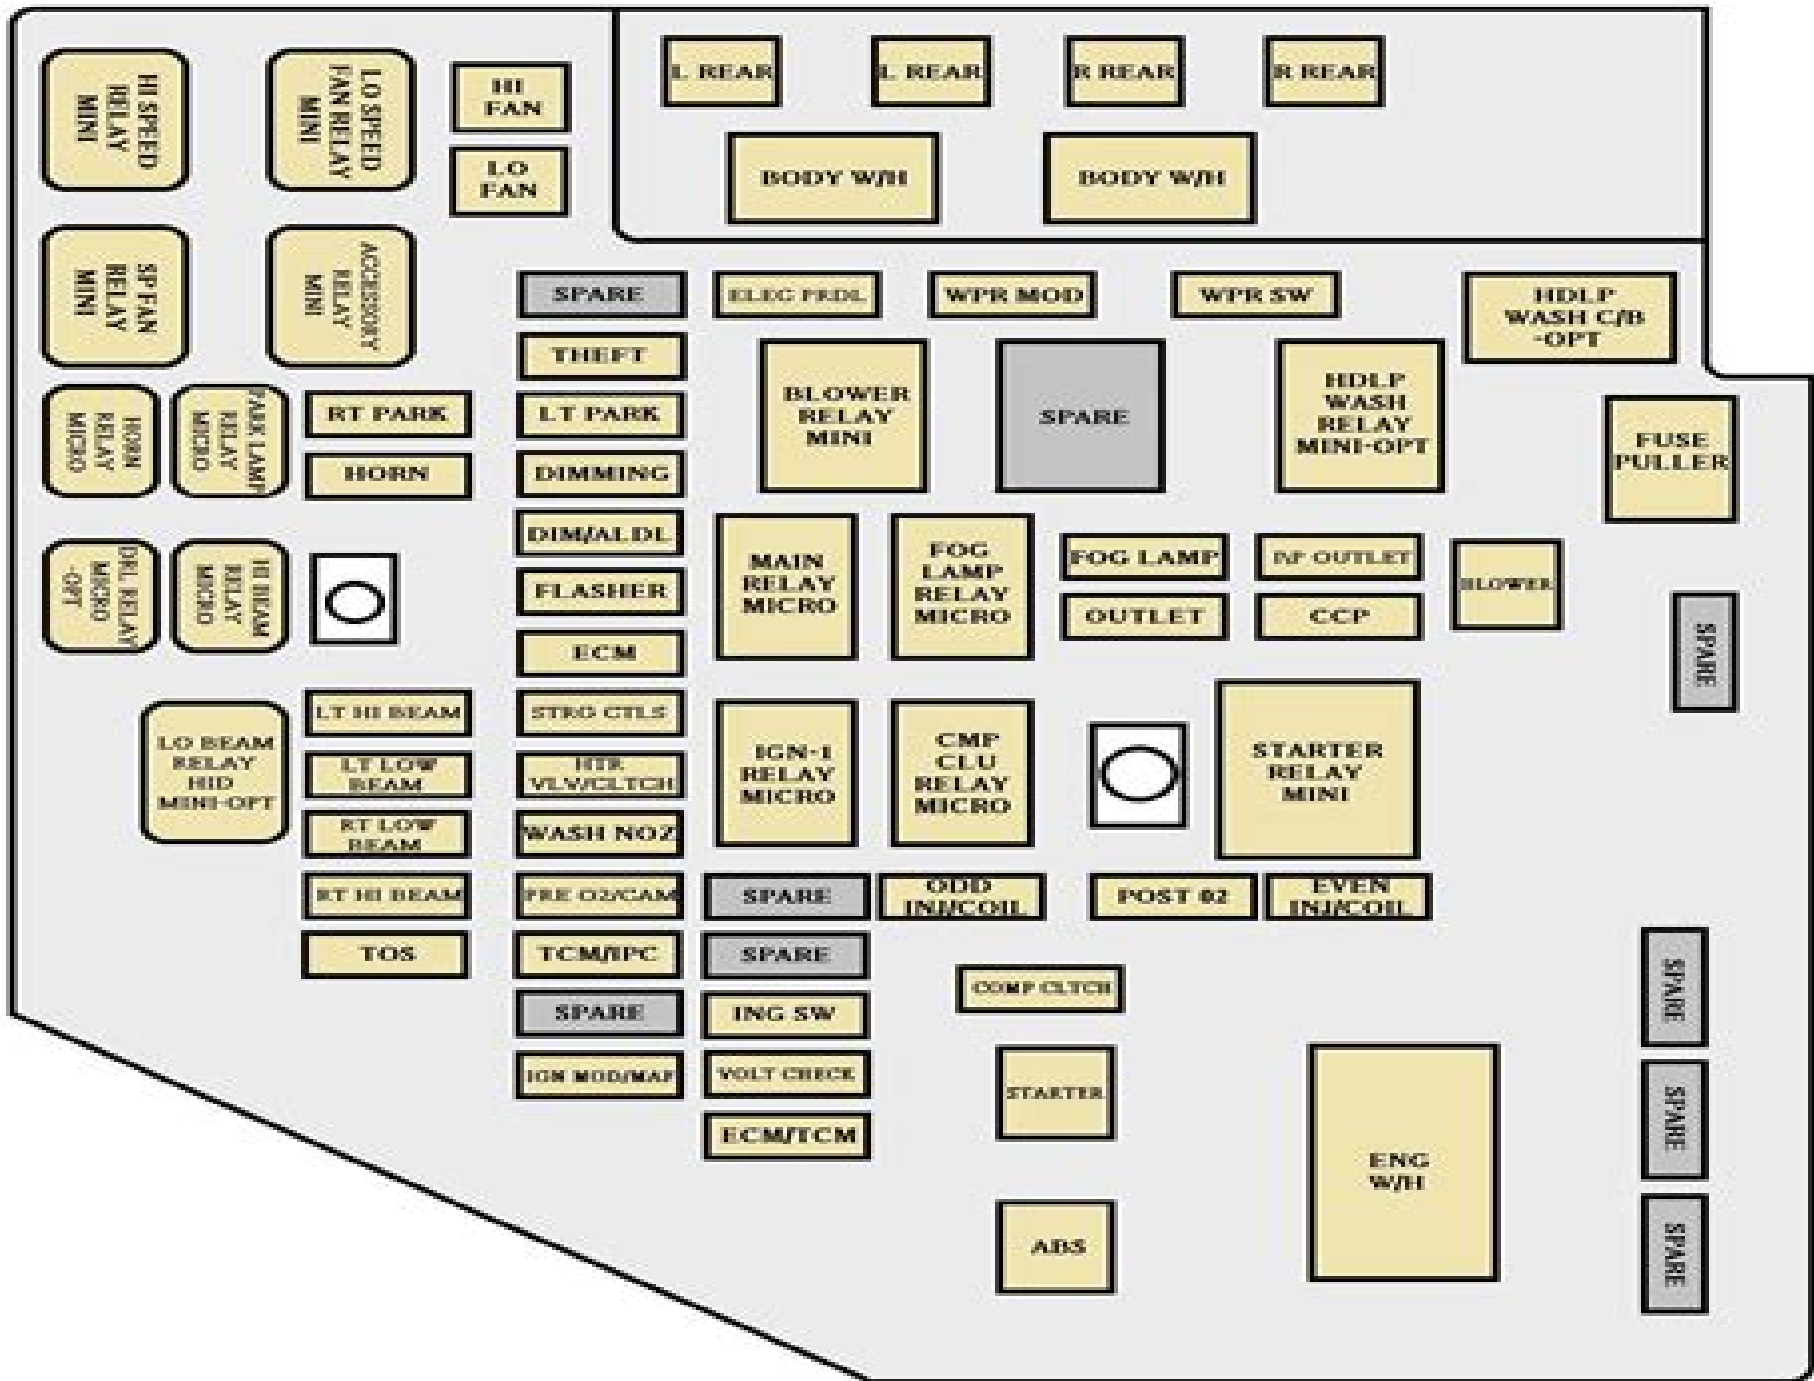 HI SPEED
RELAY
MINI
LO SPEED
FAN RELAY
MINI
HI
FAN
LO
FAN
L REAR
L REAR
R REAR
R REAR
BODY W/H
BODY W/H
SP FAN
RELAY
MINI
ACCESSORY
RELAY
MINI
SPARE
ELEC PRDL
WPR MOD
WPR SW
HDLP
WASH C/B
-OPT
THEFT
BLOWER
RELAY
MINI
SPARE
HDLP
WASH
RELAY
MINI-OPT
FUSE
PULLER
HORN
RELAY
MICRO
PARK LAMP
RELAY
MICRO
RT PARK
LT PARK
HORN
DIMMING
DIM/ALDL
FLASHER
ECM
DRL RELAY
MICRO
-OPT
HI BEAM
RELAY
MICRO
MAIN
RELAY
MICRO
FOG
LAMP
RELAY
MICRO
FOG LAMP
OUTLET
OUTLET
CCP
BLOWER
SPARE
LO BEAM
RELAY
HID
MINI-OPT
LT HI BEAM
LT LOW
BEAM
RT LOW
BEAM
RT HI BEAM
TOS
STRG CTLS
HTR
VLV/CLTCH
WASH NOZ
PRE O2/CAM
TCM/IPC
SPARE
IGN MOD/MAF
IGN-1
RELAY
MICRO
CMP
CLU
RELAY
MICRO
STARTER
RELAY
MINI
SPARE
ODD
INJ/COIL
POST 02
EVEN
INJ/COIL
SPARE
ING SW
VOLT CHECK
ECM/TCM
COMP CLTCH
STARTER
ABS
ENG
W/H
SPARE
SPARE
SPARE